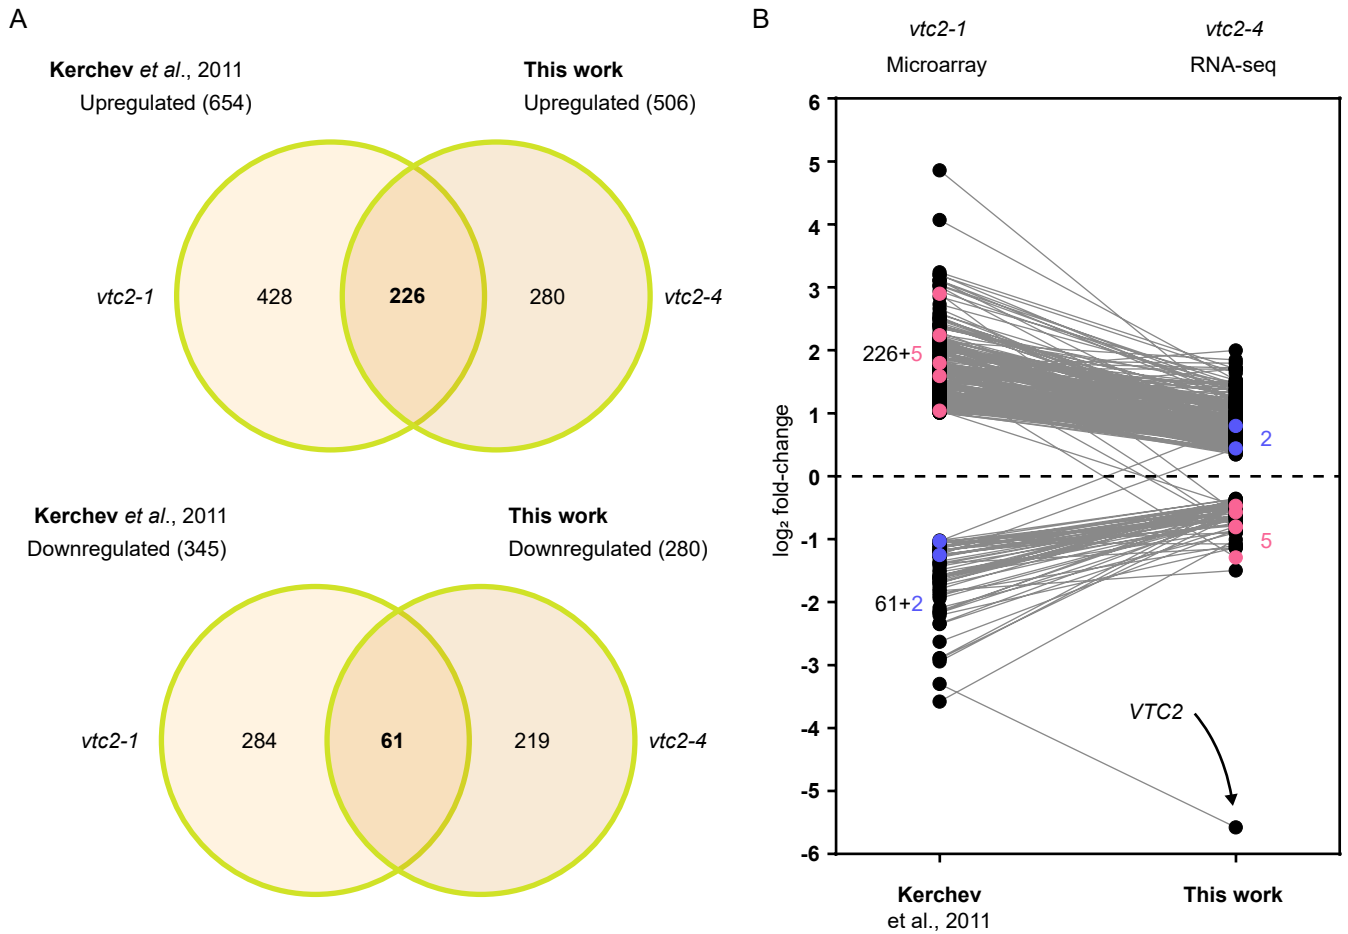 A
Kerchev et al., 2011
Upregulated (654)
This work
Upregulated (506)
vtc2-1
428
226
280
vtc2-4
Kerchev et al., 2011
Downregulated (345)
This work
Downregulated (280)
vtc2-1
284
61
219
vtc2-4
B
vtc2-1
Microarray
vtc2-4
RNA-seq
log₂ fold-change
6
5
4
3
2
1
0
-1
-2
-3
-4
-5
-6
226+5
2
5
61+2
VTC2
Kerchev
et al., 2011
This work